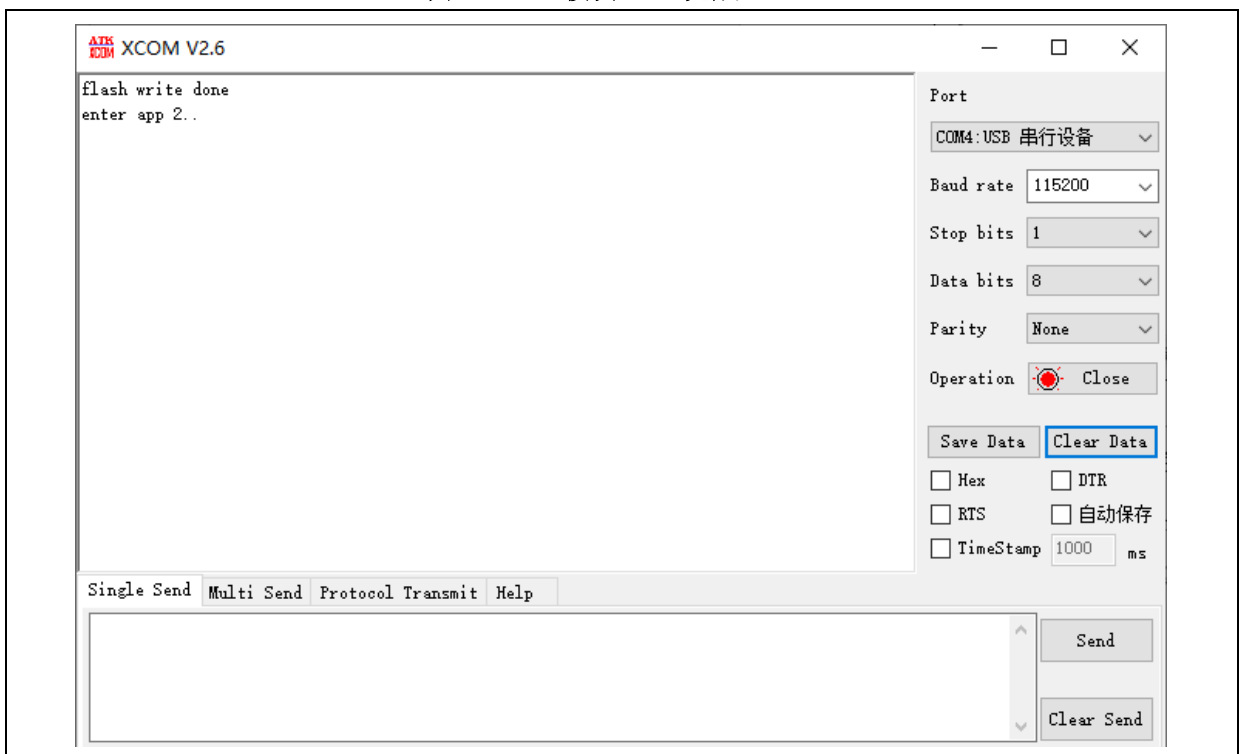 ATK
XCOM
XCOM V2.6
flash write done
enter app 2..
Port
COM4:USB 串行设备
Baud rate 115200
Stop bits 1
Data bits 8
Parity None
Operation Close
Save Data Clear Data
Hex DTR
RTS 自动保存
TimeStamp 1000 ms
Single Send Multi Send Protocol Transmit Help
Send
Clear Send